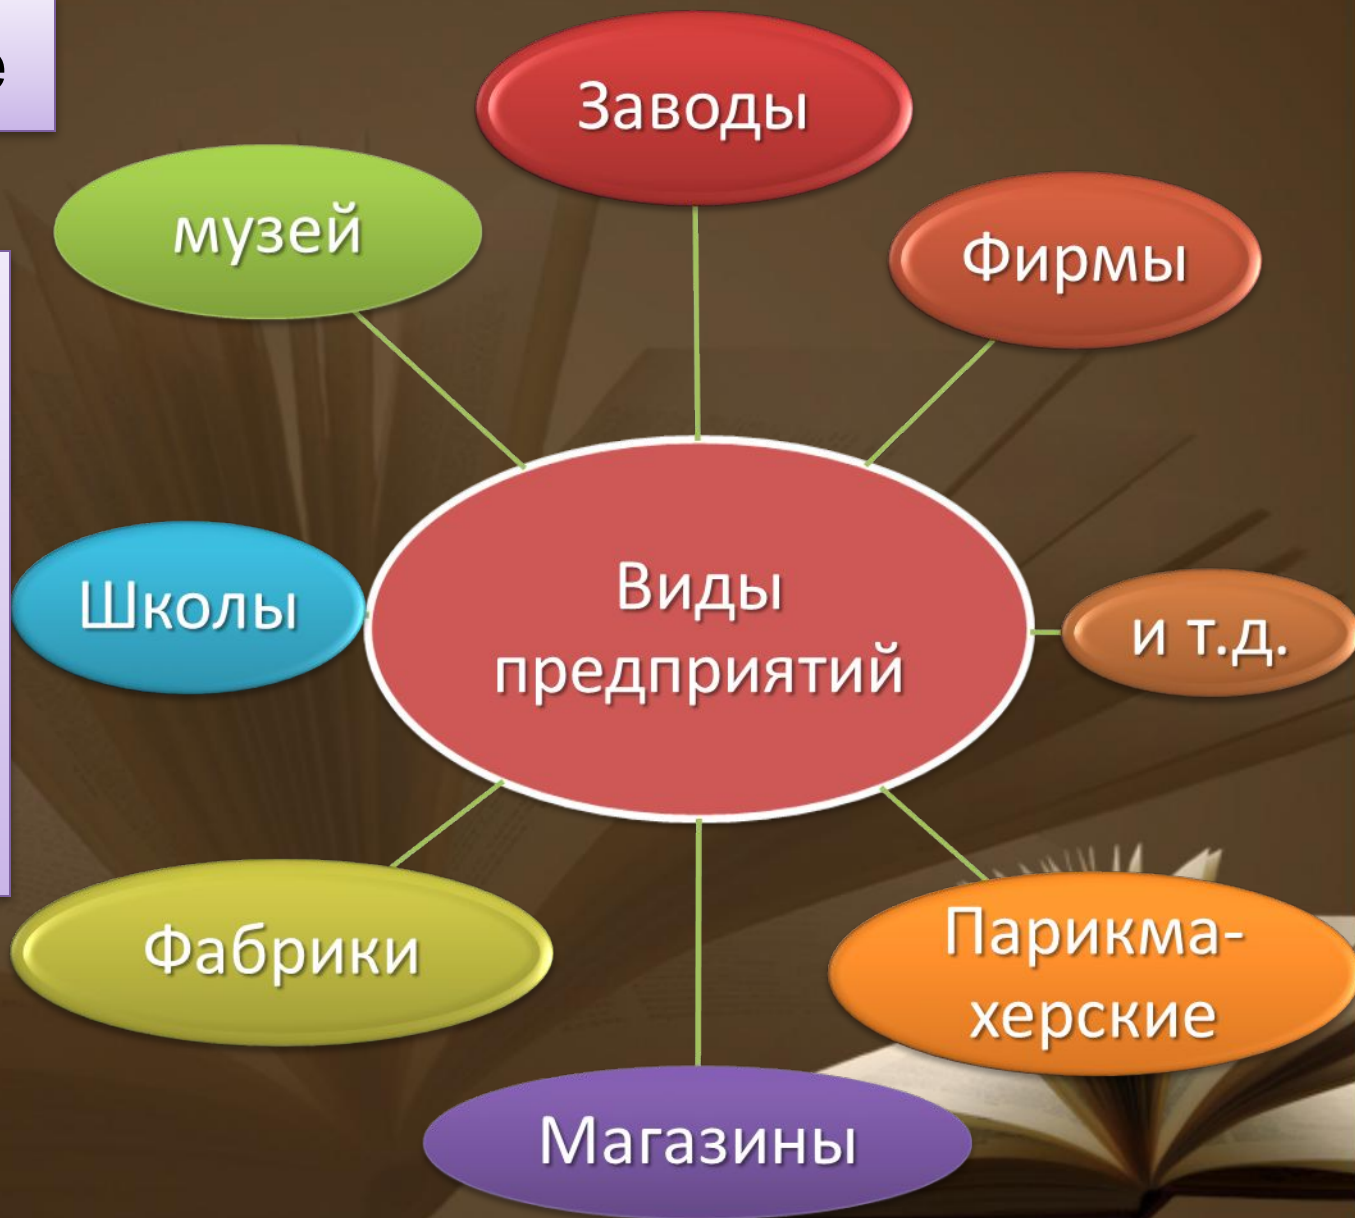 е
Заводы
музей
Фирмы
Школы
Виды
предприятий
и т.д.
Фабрики
Парикма-
херские
Магазины